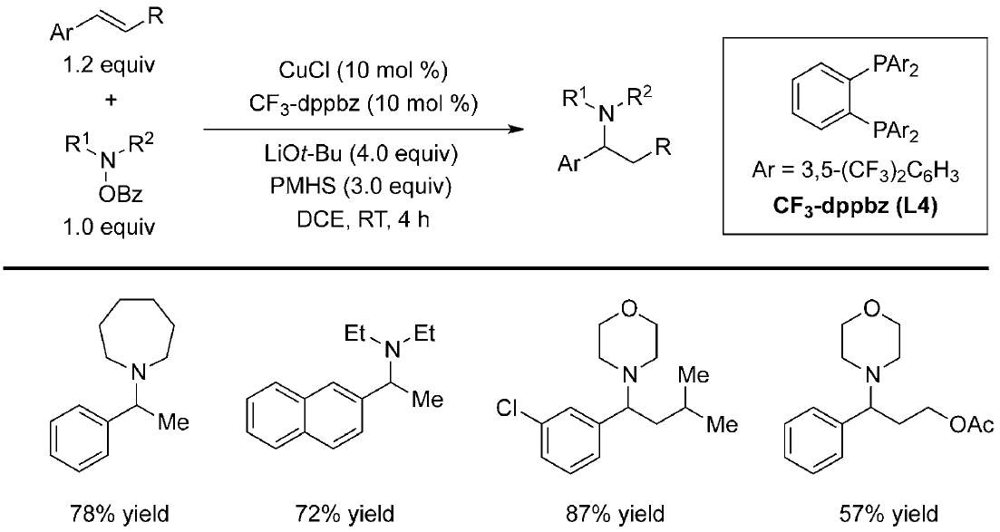 Ar R
1.2 equiv
+
R¹ R²
N
OBz
1.0 equiv
CuCl (10 mol %)
CF₃-dppbz (10 mol %)
LiOt-Bu (4.0 equiv)
PMHS (3.0 equiv)
DCE, RT, 4 h
R¹ R²
N
Ar R
PAr₂
PAr₂
Ar = 3,5-(CF₃)₂C₆H₃
CF₃-dppbz (L4)
N
Me
78% yield
Et Et
N
Me
72% yield
O
N Me
Cl Me
87% yield
O
N
OAc
57% yield